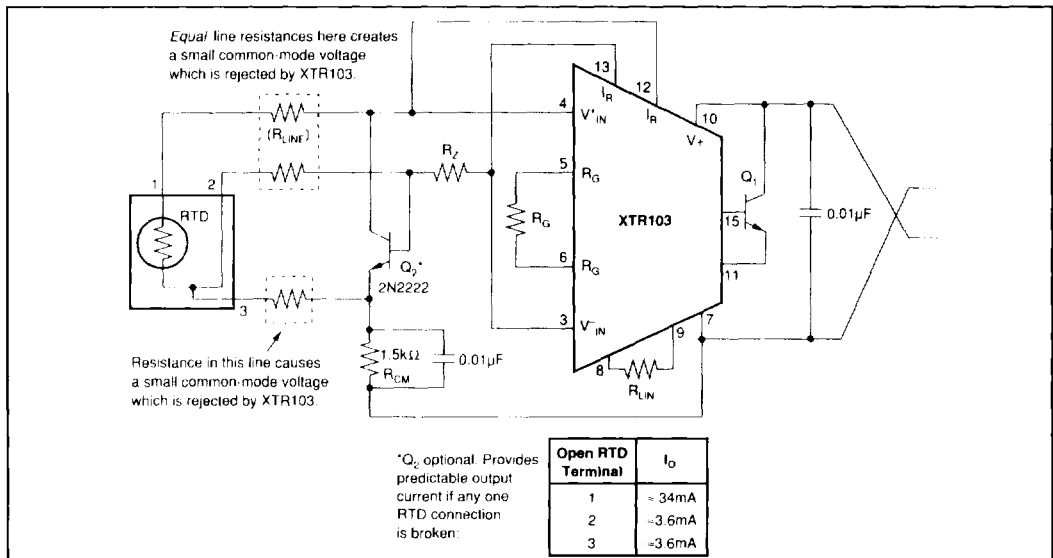 Equal line resistances here creates
a small common-mode voltage
which is rejected by XTR103.
13
12
I_R
I_R
4
V⁺_IN
10
V+
(R_LINE)
1
2
R_Z
5
R_G
Q_1
RTD
R_G
XTR103
15
0.01µF
6
R_G
11
Q_2*
2N2222
3
3
V⁻_IN
9
7
8
R_LIN
1.5kΩ
0.01µF
R_CM
Resistance in this line causes
a small common-mode voltage
which is rejected by XTR103.
*Q_2 optional. Provides
predictable output
current if any one
RTD connection
is broken:
Open RTD Terminal I_O
1 ≈34mA
2 ≈3.6mA
3 ≈3.6mA